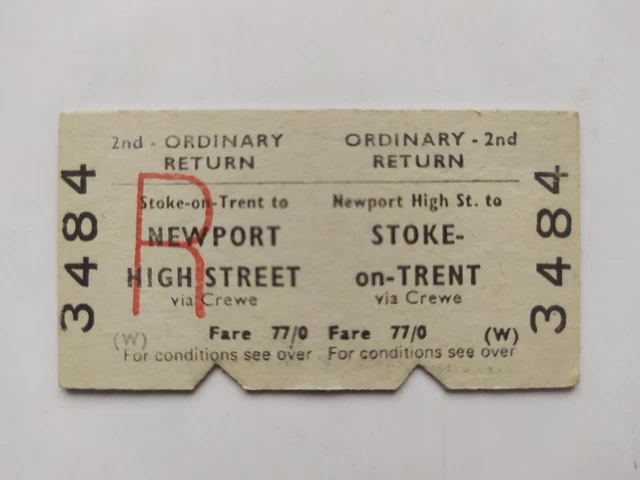 3484
2nd - ORDINARY
RETURN
R
Stoke-on-Trent to
NEWPORT
HIGH STREET
via Crewe
(W) Fare 77/0
For conditions see over
ORDINARY - 2nd
RETURN
Newport High St. to
STOKE-
on-TRENT
via Crewe
Fare 77/0 (W)
For conditions see over
3484